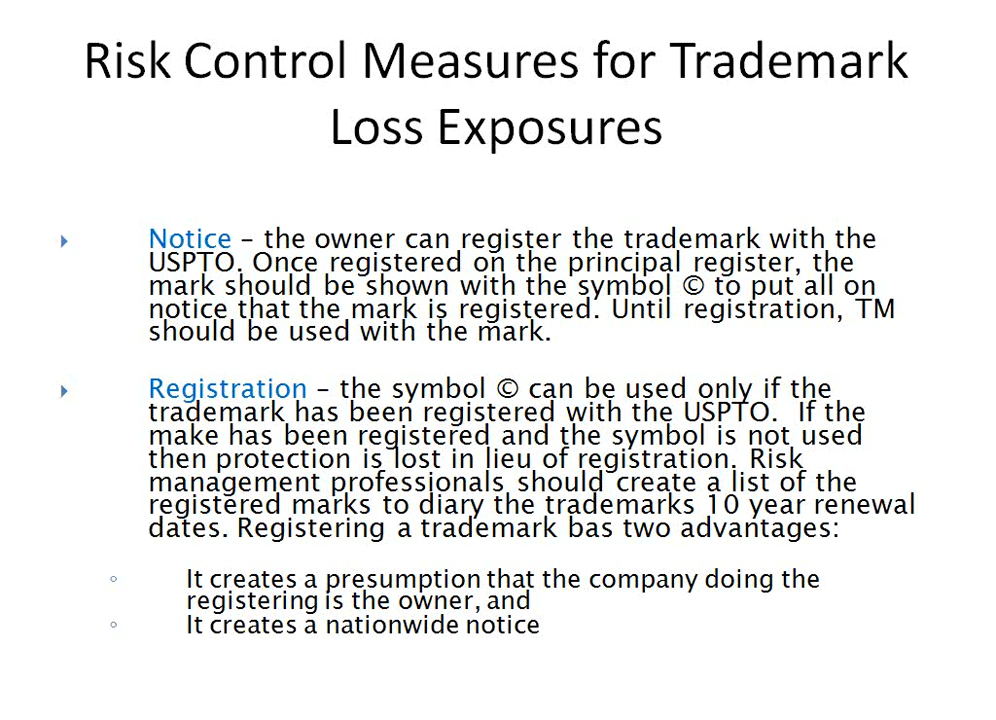 Risk Control Measures for Trademark
Loss Exposures
Notice – the owner can register the trademark with the
USPTO. Once registered on the principal register, the
mark should be shown with the symbol © to put all on
notice that the mark is registered. Until registration, TM
should be used with the mark.
Registration – the symbol © can be used only if the
trademark has been registered with the USPTO. If the
make has been registered and the symbol is not used
then protection is lost in lieu of registration. Risk
management professionals should create a list of the
registered marks to diary the trademarks 10 year renewal
dates. Registering a trademark bas two advantages:
It creates a presumption that the company doing the
registering is the owner, and
It creates a nationwide notice